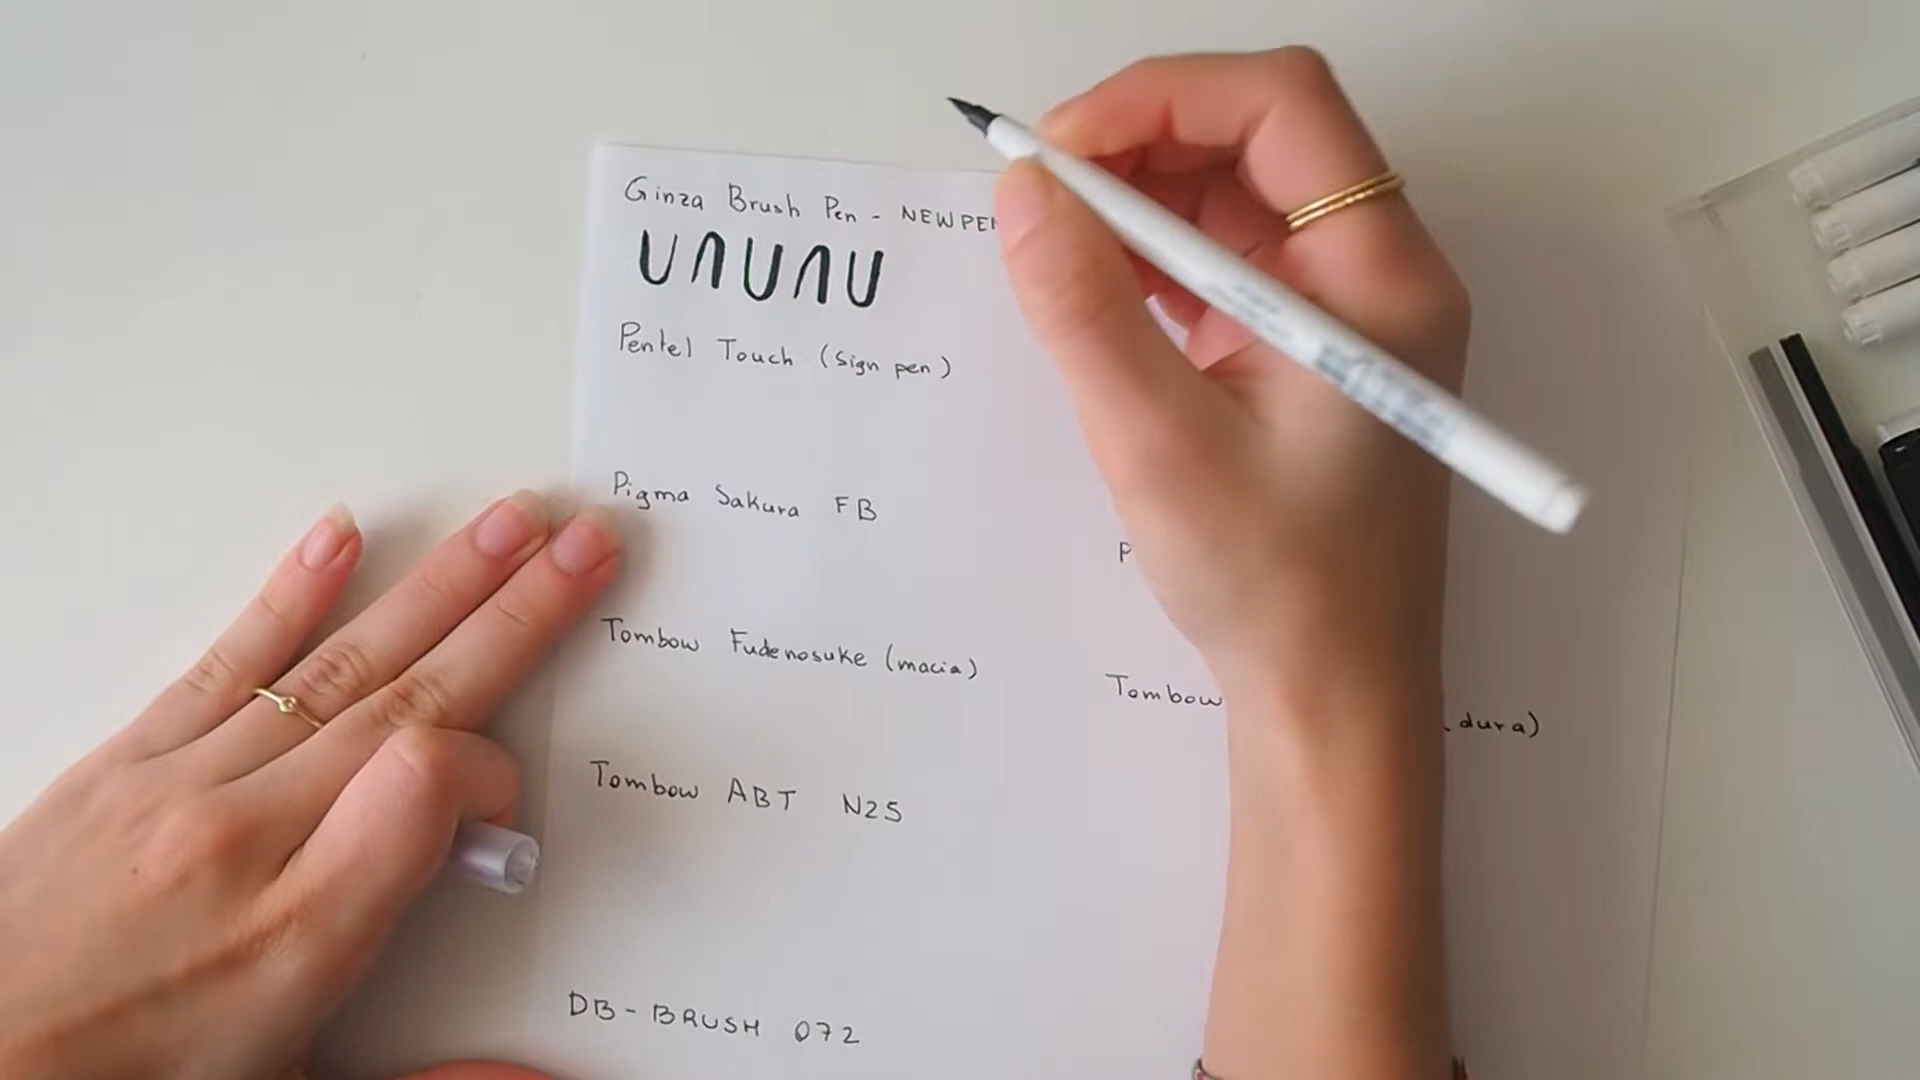 Ginza Brush Pen - NEWPEN
Pentel Touch (sign pen)
Pigma Sakura FB
P
Tombow Fudenosuke (macia)
Tombow dura)
Tombow ABT N25
DB-BRUSH 072